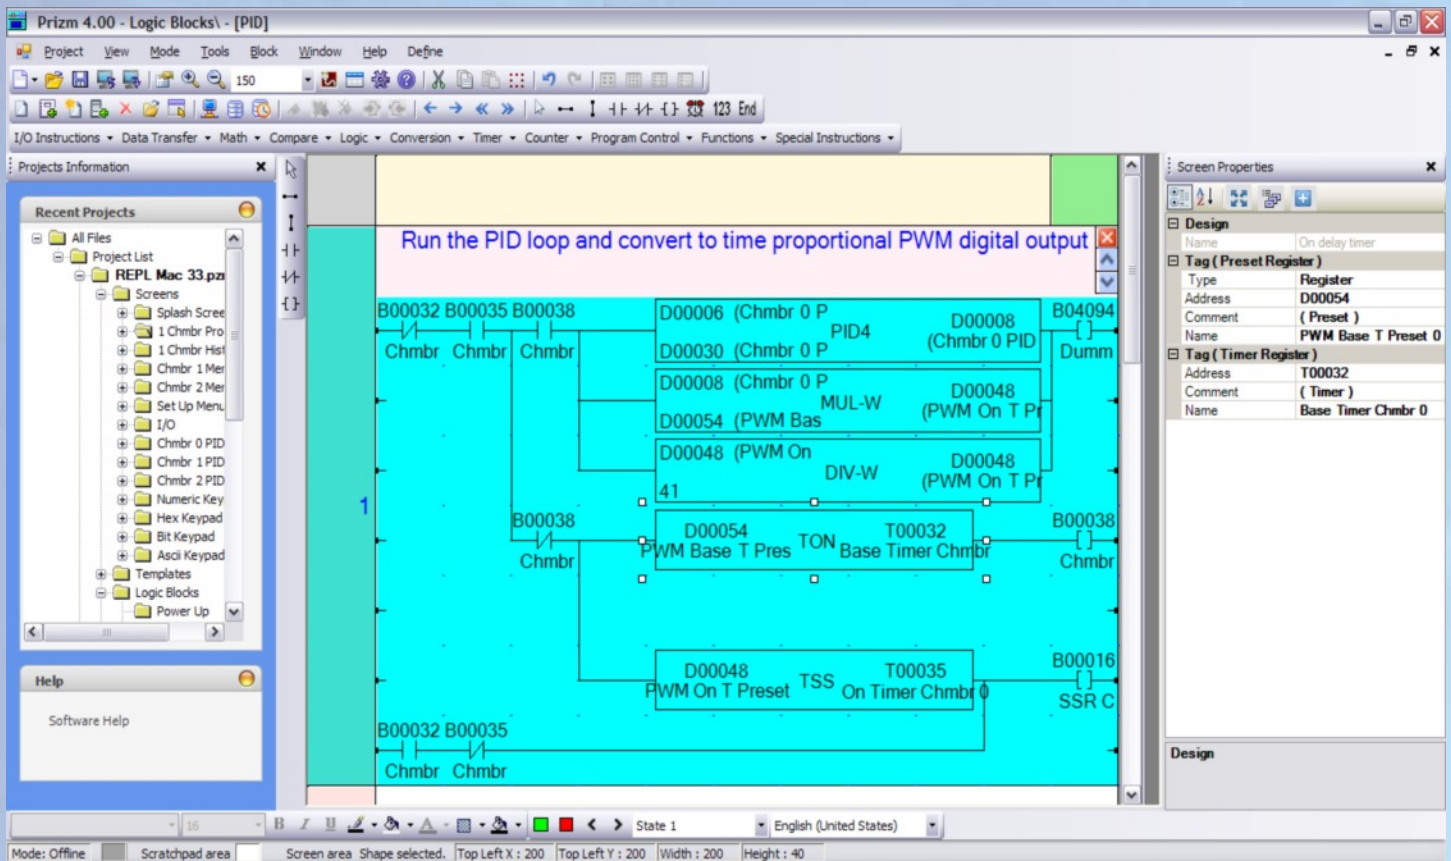 Prizm 4.00 - Logic Blocks\ - [PID]
Project View Mode Tools Block Window Help Define
150
123 End
I/O Instructions Data Transfer Math Compare Logic Conversion Timer Counter Program Control Functions Special Instructions
Projects Information
Recent Projects
All Files
Project List
REPL Mac 33.pzm
Screens
Splash Scree
1 Chmbr Pro
1 Chmbr Hist
Chmbr 1 Mer
Chmbr 2 Mer
Set Up Menu
I/O
Chmbr 0 PID
Chmbr 1 PID
Chmbr 2 PID
Numeric Key
Hex Keypad
Bit Keypad
Ascii Keypad
Templates
Logic Blocks
Power Up
Help
Software Help
Run the PID loop and convert to time proportional PWM digital output
1
B00032 B00035 B00038
Chmbr Chmbr Chmbr
D00006 (Chmbr 0 P
PID4
D00008
(Chmbr 0 PID
D00030 (Chmbr 0 P
B04094
Dumm
D00008 (Chmbr 0 P
MUL-W
D00048
(PWM On T Pr
D00054 (PWM Bas
D00048 (PWM On
DIV-W
D00048
(PWM On T Pr
41
B00038
Chmbr
D00054
PWM Base T Pres
TON
T00032
Base Timer Chmbr
B00038
Chmbr
D00048
PWM On T Preset
TSS
T00035
On Timer Chmbr 0
B00016
SSR C
B00032 B00035
Chmbr Chmbr
Screen Properties
Design
Name On delay timer
Tag ( Preset Register )
Type Register
Address D00054
Comment ( Preset )
Name PWM Base T Preset 0
Tag ( Timer Register )
Address T00032
Comment ( Timer )
Name Base Timer Chmbr 0
Design
16
B I U A
State 1
English (United States)
Mode: Offline Scratchpad area Screen area Shape selected. Top Left X : 200 Top Left Y : 200 Width : 200 Height : 40